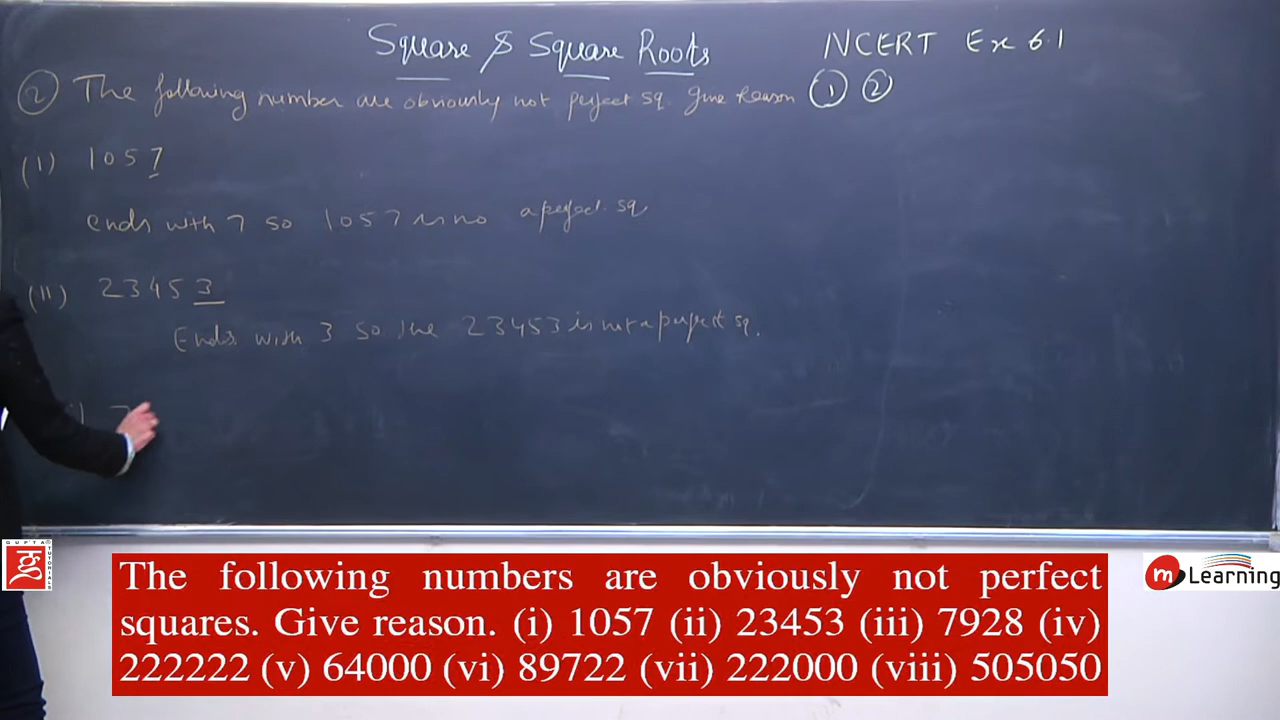 Square & Square Roots
NCERT Ex 6.1
② The following number are obviously not perfect sq. Give Reason ① ②
(I) 1057
ends with 7 so 1057 is no a perfect sq
(II) 23453
Ends with 3 so the 23453 is not a perfect sq.
GUPTA
TUTORIALS
m Learning
The following numbers are obviously not perfect
squares. Give reason. (i) 1057 (ii) 23453 (iii) 7928 (iv)
222222 (v) 64000 (vi) 89722 (vii) 222000 (viii) 505050